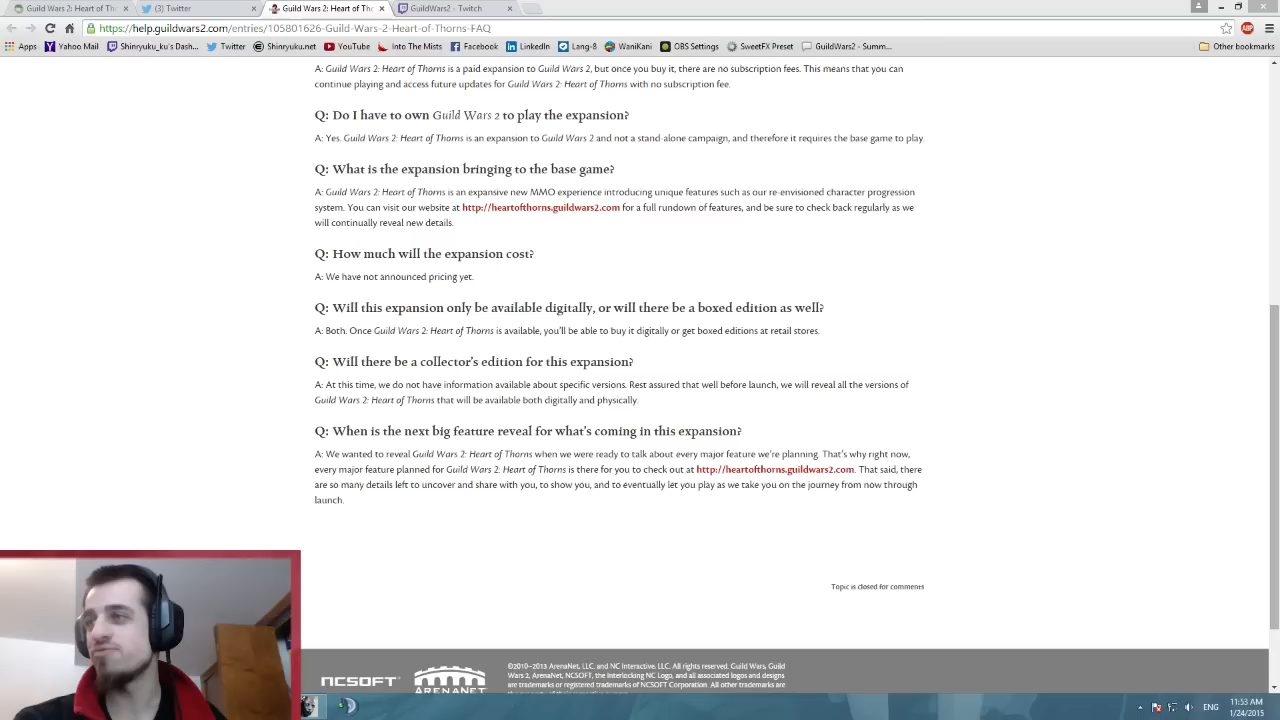 Guild Wars 2: Heart of Th
(3) Twitter
Guild Wars 2: Heart of Th
GuildWars2 - Twitch
https://help.guildwars2.com/entries/105801626-Guild-Wars-2-Heart-of-Thorns-FAQ
Apps Yahoo Mail Shinryuku_ku's Dash... Twitter Shinryuku.net YouTube Into The Mists Facebook LinkedIn Lang-8 WaniKani OBS Settings SweetFX Preset GuildWars2 - Summ... Other bookmarks
A: Guild Wars 2: Heart of Thorns is a paid expansion to Guild Wars 2, but once you buy it, there are no subscription fees. This means that you can
continue playing and access future updates for Guild Wars 2: Heart of Thorns with no subscription fee.
Q: Do I have to own Guild Wars 2 to play the expansion?
A: Yes. Guild Wars 2: Heart of Thorns is an expansion to Guild Wars 2 and not a stand-alone campaign, and therefore it requires the base game to play.
Q: What is the expansion bringing to the base game?
A: Guild Wars 2: Heart of Thorns is an expansive new MMO experience introducing unique features such as our re-envisioned character progression
system. You can visit our website at http://heartofthorns.guildwars2.com for a full rundown of features, and be sure to check back regularly as we
will continually reveal new details.
Q: How much will the expansion cost?
A: We have not announced pricing yet.
Q: Will this expansion only be available digitally, or will there be a boxed edition as well?
A: Both. Once Guild Wars 2: Heart of Thorns is available, you'll be able to buy it digitally or get boxed editions at retail stores.
Q: Will there be a collector's edition for this expansion?
A: At this time, we do not have information available about specific versions. Rest assured that well before launch, we will reveal all the versions of
Guild Wars 2: Heart of Thorns that will be available both digitally and physically.
Q: When is the next big feature reveal for what's coming in this expansion?
A: We wanted to reveal Guild Wars 2: Heart of Thorns when we were ready to talk about every major feature we're planning. That's why right now,
every major feature planned for Guild Wars 2: Heart of Thorns is there for you to check out at http://heartofthorns.guildwars2.com. That said, there
are so many details left to uncover and share with you, to show you, and to eventually let you play as we take you on the journey from now through
launch.
Topic is closed for comments
NCSOFT
ARENANET
©2010–2013 ArenaNet, LLC. and NC Interactive, LLC. All rights reserved. Guild Wars, Guild
Wars 2, ArenaNet, NCSOFT, the Interlocking NC Logo, and all associated logos and designs
are trademarks or registered trademarks of NCSOFT Corporation. All other trademarks are
ENG
11:53 AM
1/24/2015